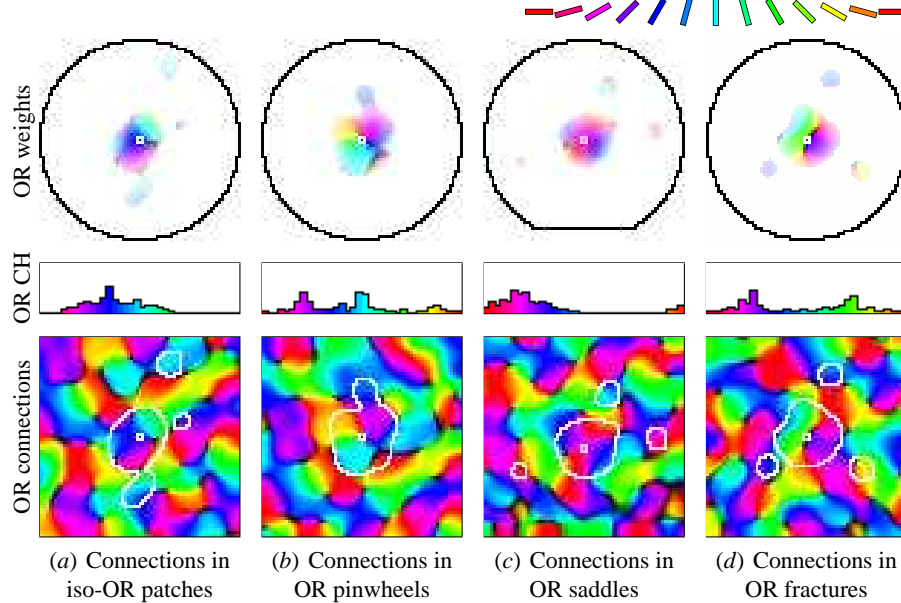 OR weights
OR CH
OR connections
(a) Connections in
iso-OR patches
(b) Connections in
OR pinwheels
(c) Connections in
OR saddles
(d) Connections in
OR fractures